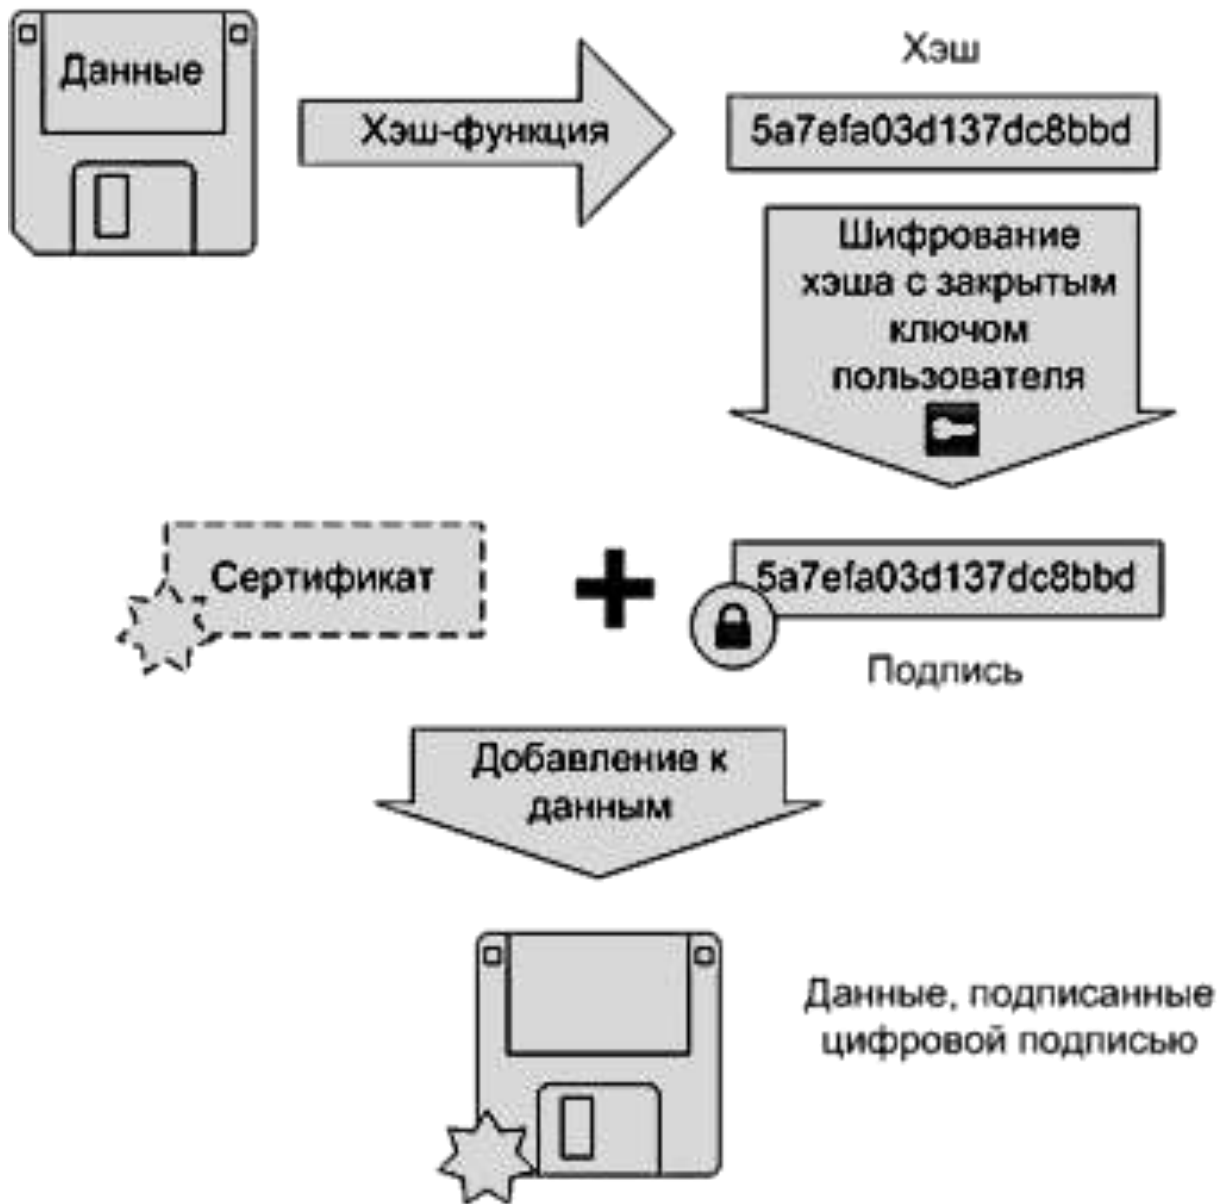 Данные
Хэш-функция
Хэш
5a7efa03d137dc8bbd
Шифрование
хэша с закрытым
ключом
пользователя
Сертификат
5a7efa03d137dc8bbd
Подпись
Добавление к
данным
Данные, подписанные
цифровой подписью